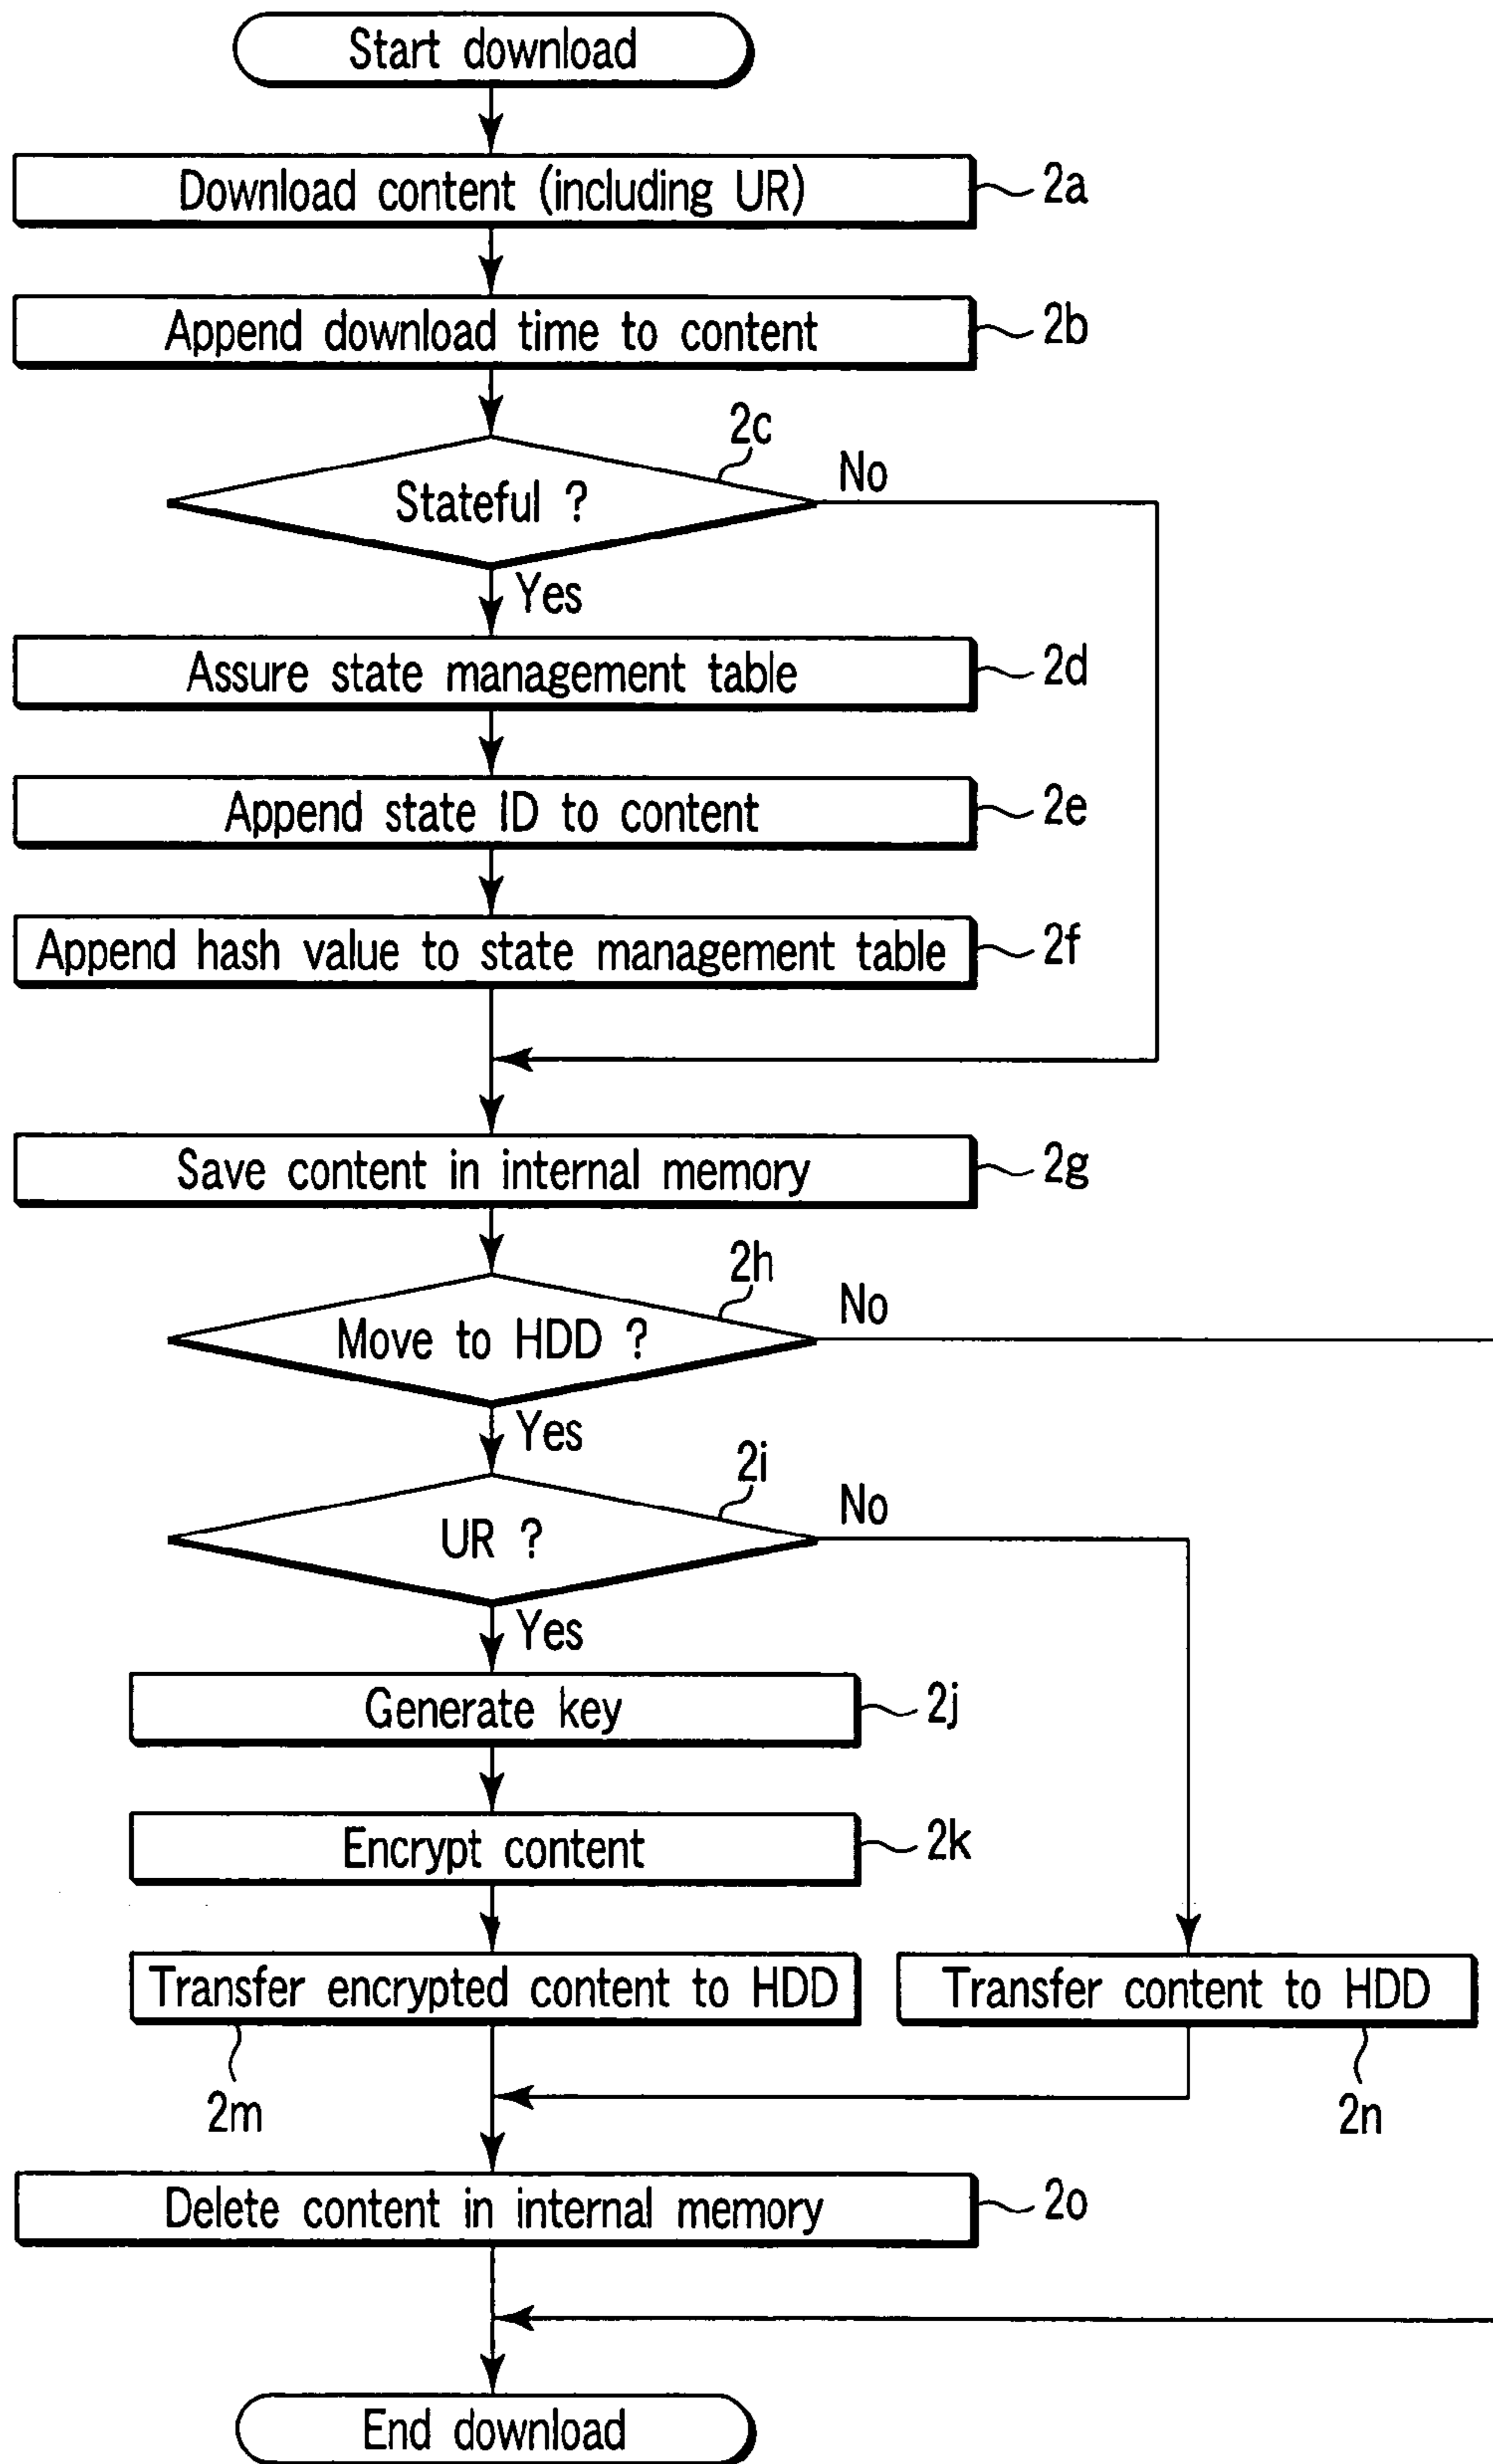 Start download
Download content (including UR)
2a
Append download time to content
2b
2c
Stateful ?
No
Yes
Assure state management table
2d
Append state ID to content
2e
Append hash value to state management table
2f
Save content in internal memory
2g
2h
Move to HDD ?
No
Yes
2i
UR ?
No
Yes
Generate key
2j
Encrypt content
2k
Transfer encrypted content to HDD
Transfer content to HDD
2m
2n
Delete content in internal memory
2o
End download